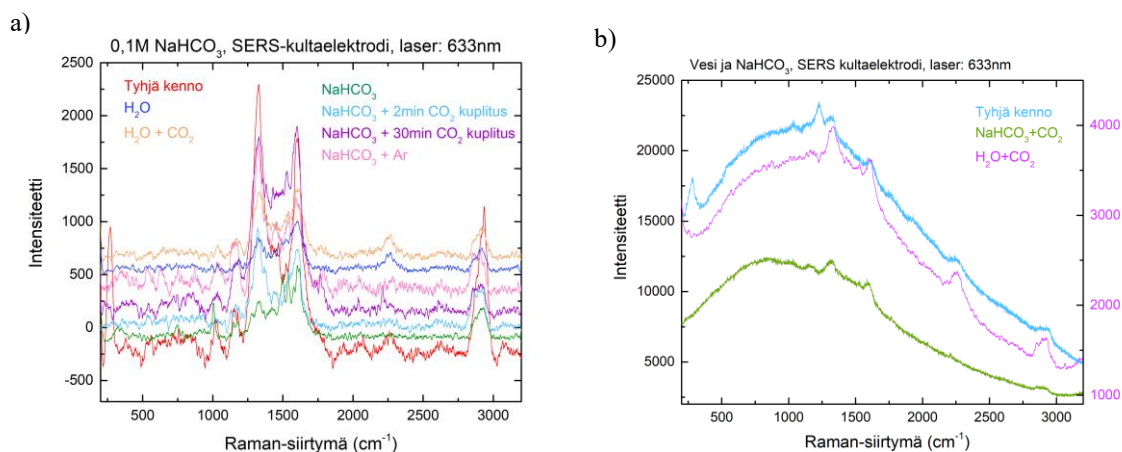 a)
0,1M NaHCO₃, SERS-kultaelektrodi, laser: 633nm
2500
2000
1500
1000
500
0
-500
Intensiteetti
Tyhjä kenno
H₂O
H₂O + CO₂
NaHCO₃
NaHCO₃ + 2min CO₂ kuplitus
NaHCO₃ + 30min CO₂ kuplitus
NaHCO₃ + Ar
500 1000 1500 2000 2500 3000
Raman-siirtymä (cm⁻¹)
b)
Vesi ja NaHCO₃, SERS kultaelektrodi, laser: 633nm
25000
20000
15000
10000
5000
Intensiteetti
Tyhjä kenno
NaHCO₃+CO₂
H₂O+CO₂
4000
3000
2000
1000
500 1000 1500 2000 2500 3000
Raman-siirtymä (cm⁻¹)